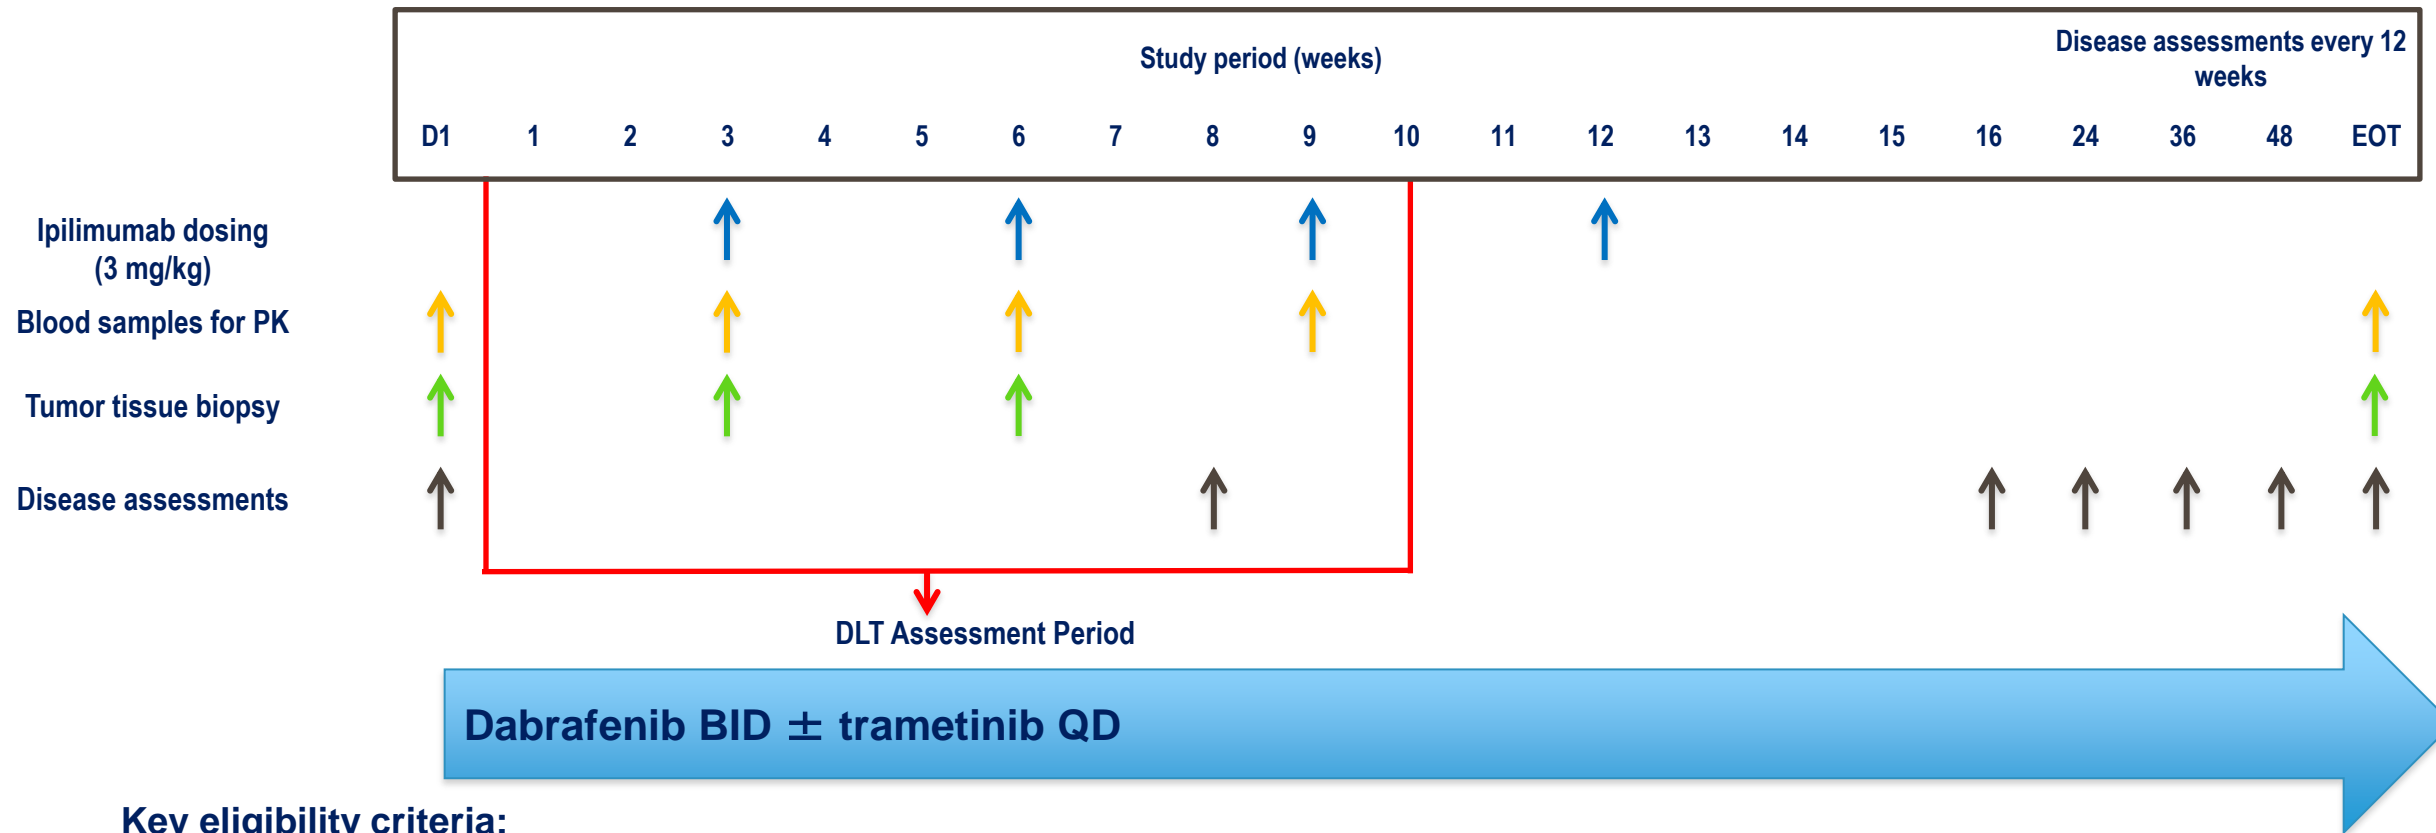 Study period (weeks)
Disease assessments every 12
weeks
D1 1 2 3 4 5 6 7 8 9 10 11 12 13 14 15 16 24 36 48 EOT
Ipilimumab dosing
(3 mg/kg)
Blood samples for PK
Tumor tissue biopsy
Disease assessments
DLT Assessment Period
Dabrafenib BID ± trametinib QD
Key eligibility criteria: